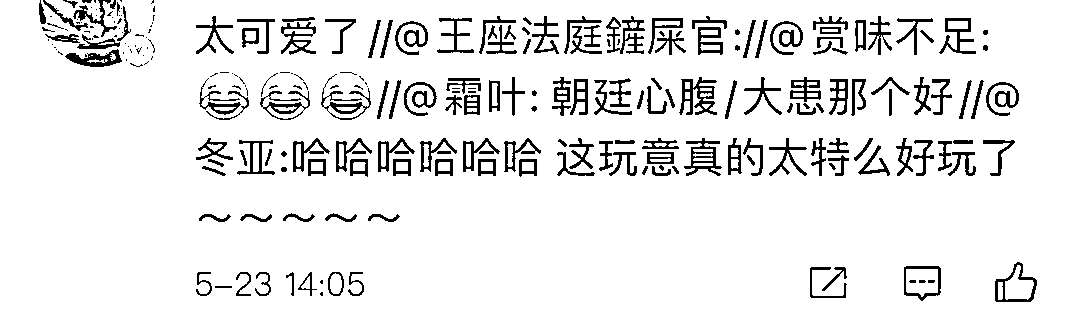 太可爱了//@王座法庭鏟屎官://@赏味不足:
😂😂😂//@霜叶: 朝廷心腹/大患那个好//@
冬亚:哈哈哈哈哈哈 这玩意真的太特么好玩了
～～～～～
5-23 14:05